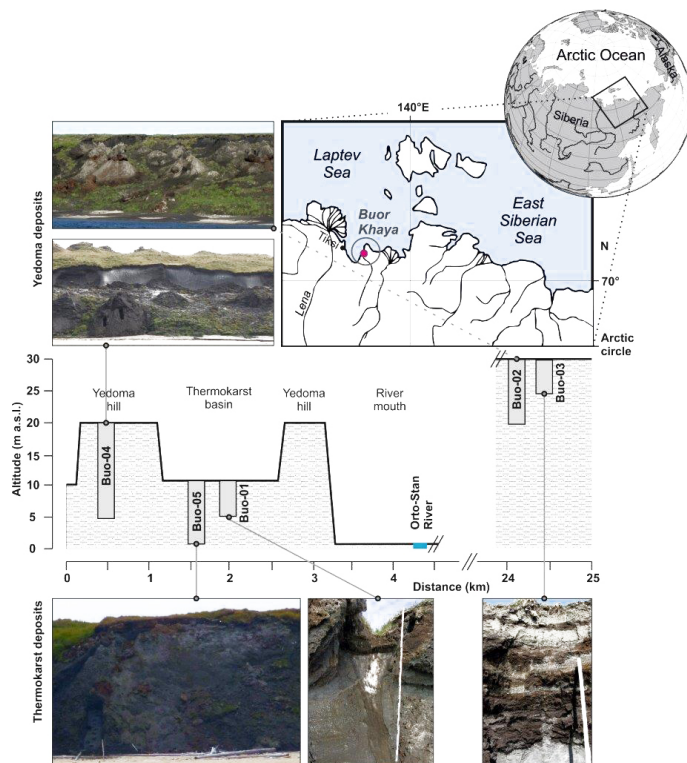 Arctic Ocean
Alaska
Siberia
140°E
Laptev
Sea
East
Siberian
Sea
Buor
Khaya
Tiksi
Lena
N
70°
Arctic
circle
Yedoma deposits
30
25
20
15
10
5
0
Altitude (m a.s.l.)
Yedoma
hill
Thermokarst
basin
Yedoma
hill
River
mouth
Buo-04
Buo-05
Buo-01
Orto-Stan
River
Buo-02
Buo-03
0 1 2 3 4 24 25
Distance (km)
Thermokarst deposits